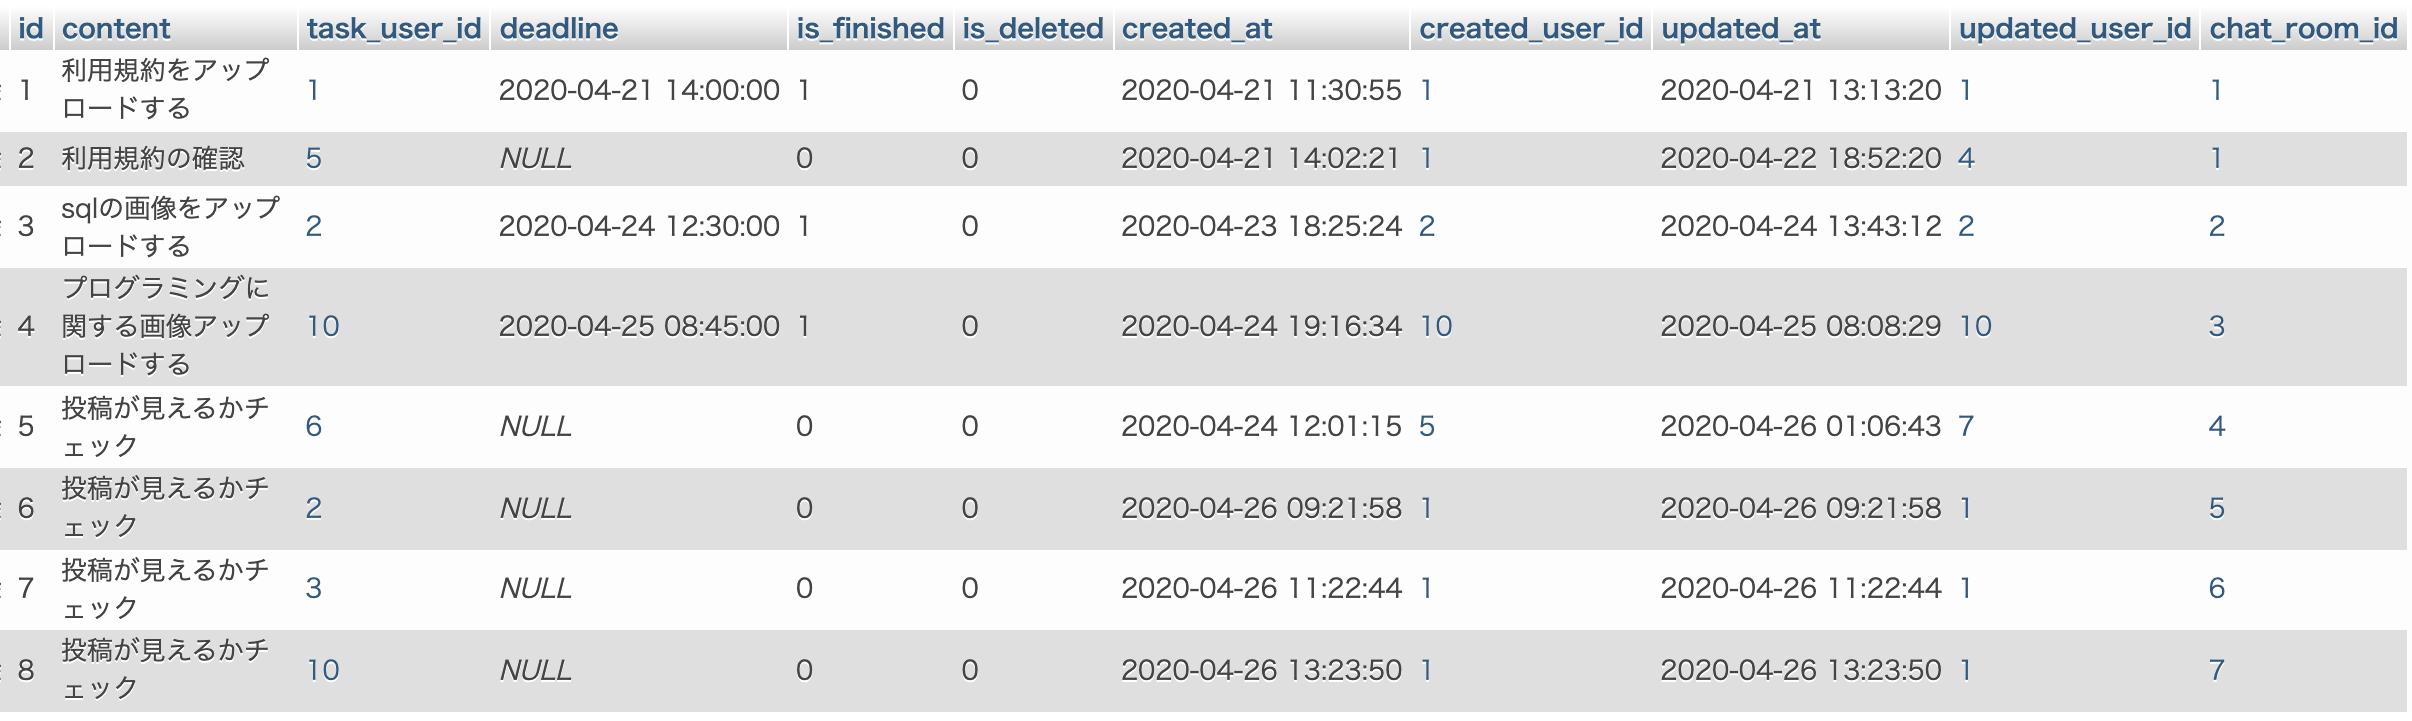 id content task_user_id deadline is_finished is_deleted created_at created_user_id updated_at updated_user_id chat_room_id
1 利用規約をアップ
ロードする 1 2020-04-21 14:00:00 1 0 2020-04-21 11:30:55 1 2020-04-21 13:13:20 1 1
2 利用規約の確認 5 NULL 0 0 2020-04-21 14:02:21 1 2020-04-22 18:52:20 4 1
3 sqlの画像をアップ
ロードする 2 2020-04-24 12:30:00 1 0 2020-04-23 18:25:24 2 2020-04-24 13:43:12 2 2
4 プログラミングに
関する画像アップ
ロードする 10 2020-04-25 08:45:00 1 0 2020-04-24 19:16:34 10 2020-04-25 08:08:29 10 3
5 投稿が見えるかチ
ェック 6 NULL 0 0 2020-04-24 12:01:15 5 2020-04-26 01:06:43 7 4
6 投稿が見えるかチ
ェック 2 NULL 0 0 2020-04-26 09:21:58 1 2020-04-26 09:21:58 1 5
7 投稿が見えるかチ
ェック 3 NULL 0 0 2020-04-26 11:22:44 1 2020-04-26 11:22:44 1 6
8 投稿が見えるかチ
ェック 10 NULL 0 0 2020-04-26 13:23:50 1 2020-04-26 13:23:50 1 7